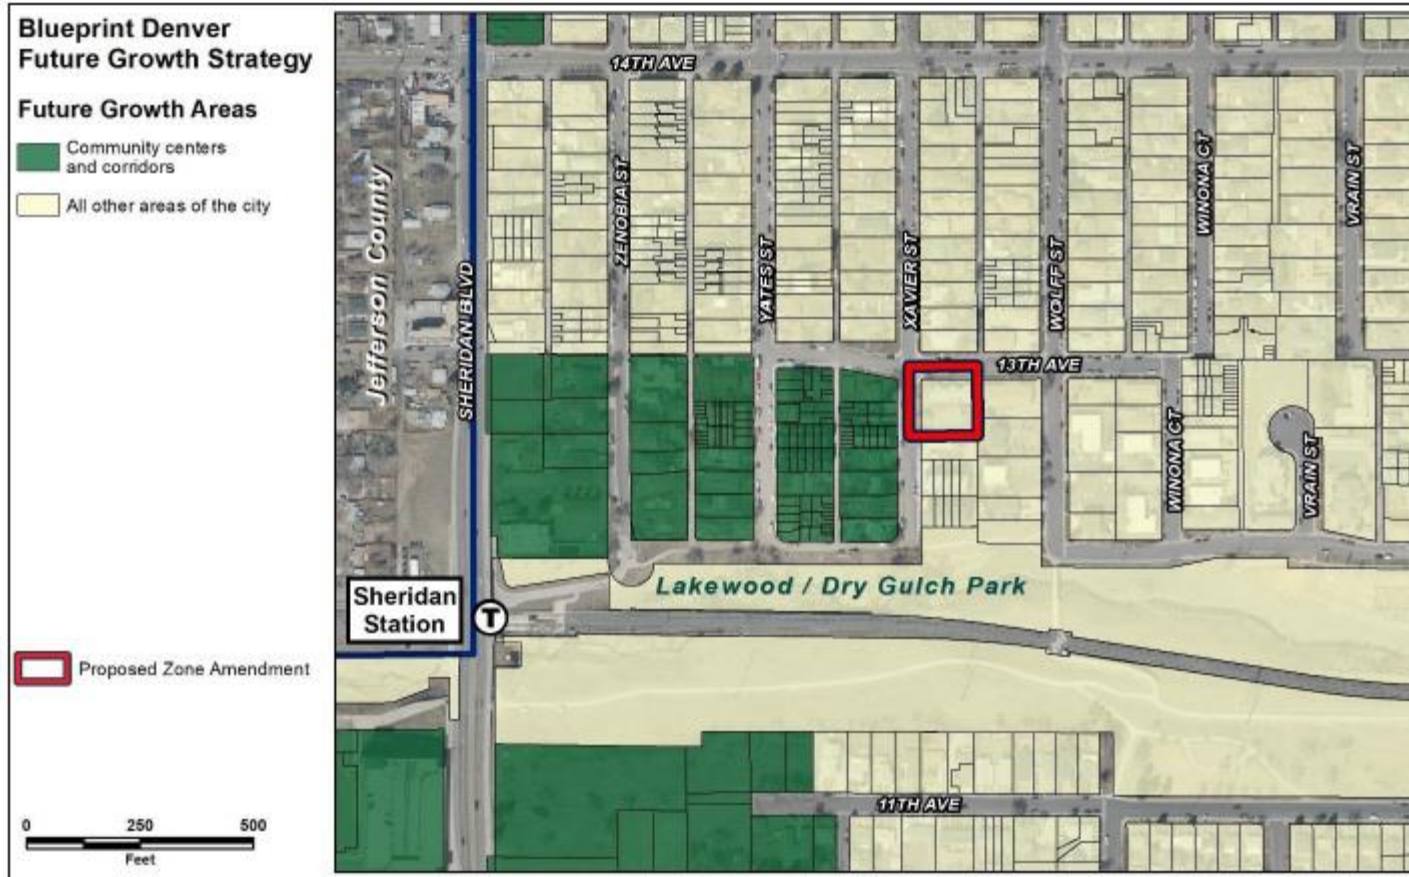 Blueprint Denver
Future Growth Strategy
Future Growth Areas
Community centers
and corridors
All other areas of the city
Proposed Zone Amendment
0 250 500
Feet
14TH AVE
Jefferson County
SHERIDAN BLVD
ZENOBIA ST
YATES ST
XAVIER ST
WOLFF ST
WINONA CT
VRAIN ST
13TH AVE
WINONA CT
VRAIN ST
Lakewood / Dry Gulch Park
Sheridan
Station
T
11TH AVE